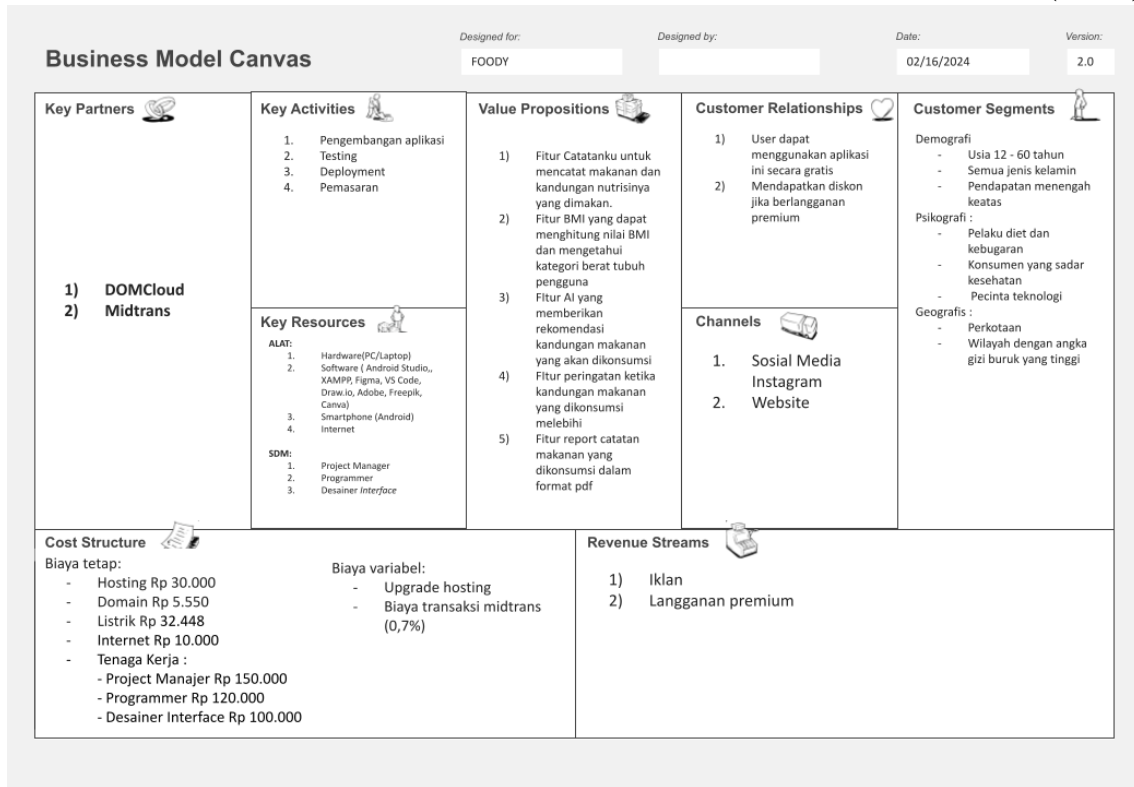 Business Model Canvas
Designed for:
FOODY
Designed by:
Date:
02/16/2024
Version:
2.0
Key Partners
1) DOMCloud
2) Midtrans
Key Activities
1. Pengembangan aplikasi
2. Testing
3. Deployment
4. Pemasaran
Key Resources
ALAT:
1. Hardware(PC/Laptop)
2. Software ( Android Studio,,
XAMPP, Figma, VS Code,
Draw.io, Adobe, Freepik,
Canva)
3. Smartphone (Android)
4. Internet
SDM:
1. Project Manager
2. Programmer
3. Desainer Interface
Value Propositions
1) Fitur Catatanku untuk
mencatat makanan dan
kandungan nutrisinya
yang dimakan.
2) Fitur BMI yang dapat
menghitung nilai BMI
dan mengetahui
kategori berat tubuh
pengguna
3) FItur AI yang
memberikan
rekomendasi
kandungan makanan
yang akan dikonsumsi
4) FItur peringatan ketika
kandungan makanan
yang dikonsumsi
melebihi
5) Fitur report catatan
makanan yang
dikonsumsi dalam
format pdf
Customer Relationships
1) User dapat
menggunakan aplikasi
ini secara gratis
2) Mendapatkan diskon
jika berlangganan
premium
Channels
1. Sosial Media
Instagram
2. Website
Customer Segments
Demografi
- Usia 12 - 60 tahun
- Semua jenis kelamin
- Pendapatan menengah
keatas
Psikografi :
- Pelaku diet dan
kebugaran
- Konsumen yang sadar
kesehatan
- Pecinta teknologi
Geografis :
- Perkotaan
- Wilayah dengan angka
gizi buruk yang tinggi
Cost Structure
Biaya tetap:
- Hosting Rp 30.000
- Domain Rp 5.550
- Listrik Rp 32.448
- Internet Rp 10.000
- Tenaga Kerja :
- Project Manajer Rp 150.000
- Programmer Rp 120.000
- Desainer Interface Rp 100.000
Biaya variabel:
- Upgrade hosting
- Biaya transaksi midtrans
(0,7%)
Revenue Streams
1) Iklan
2) Langganan premium